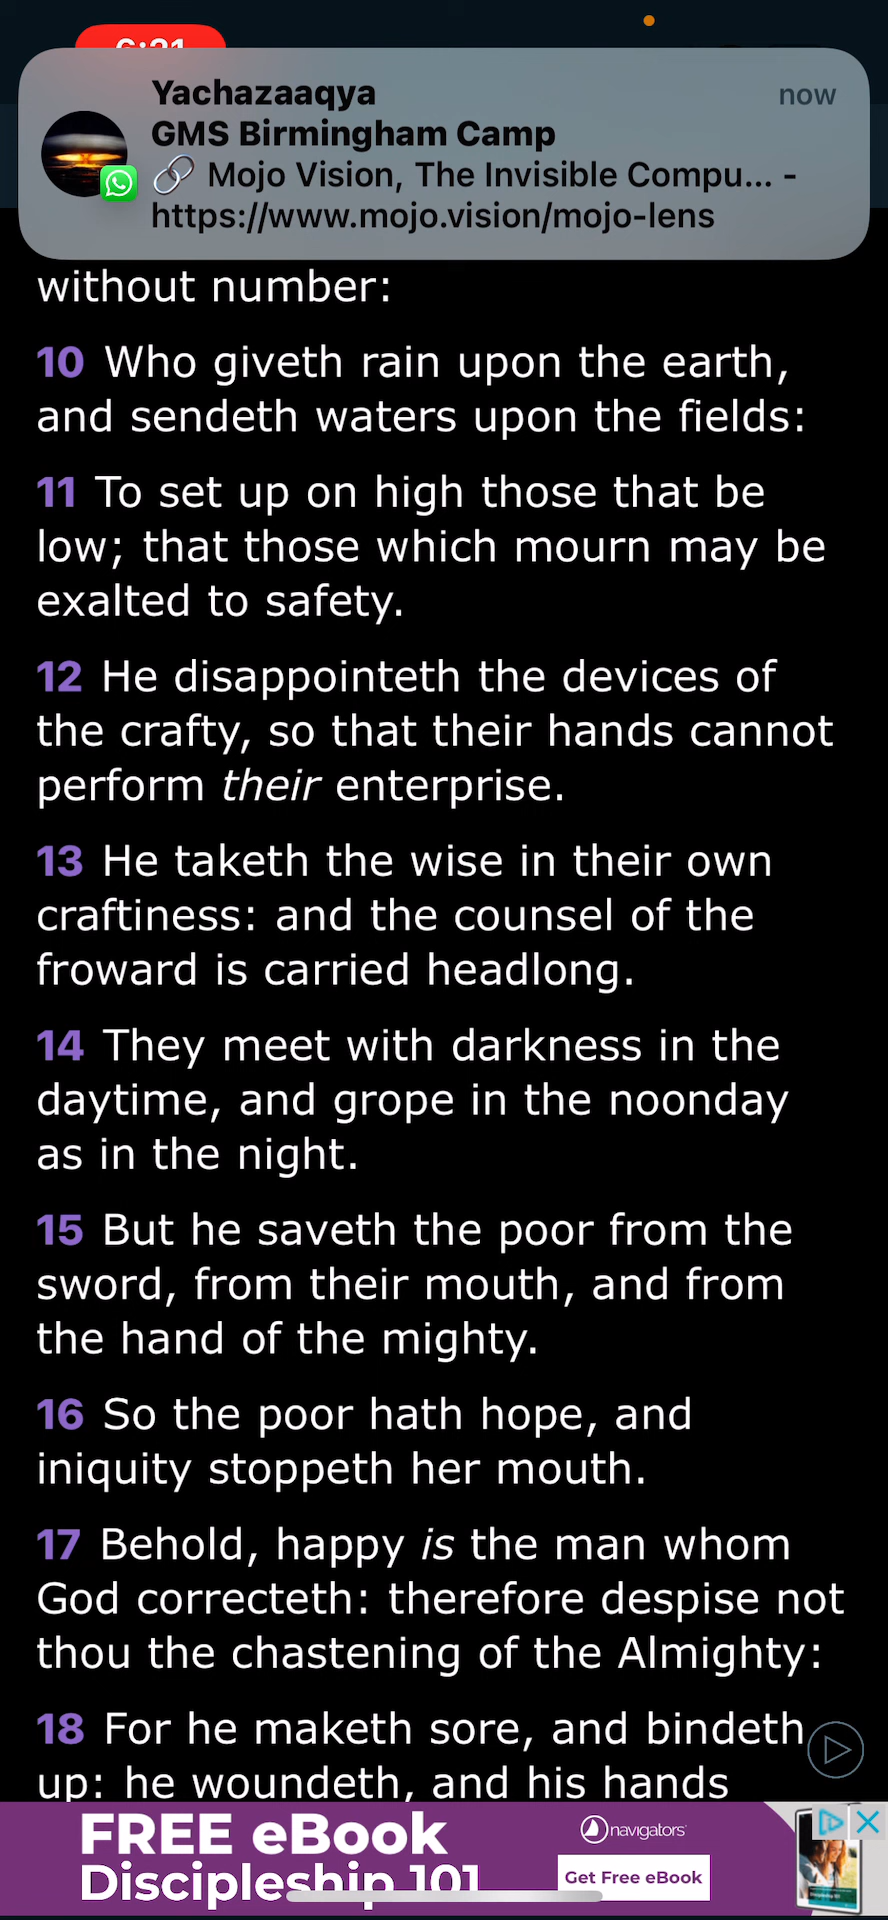 6:21
Yachazaaqya
now
GMS Birmingham Camp
🔗 Mojo Vision, The Invisible Compu... -
https://www.mojo.vision/mojo-lens
without number:
10 Who giveth rain upon the earth,
and sendeth waters upon the fields:
11 To set up on high those that be
low; that those which mourn may be
exalted to safety.
12 He disappointeth the devices of
the crafty, so that their hands cannot
perform their enterprise.
13 He taketh the wise in their own
craftiness: and the counsel of the
froward is carried headlong.
14 They meet with darkness in the
daytime, and grope in the noonday
as in the night.
15 But he saveth the poor from the
sword, from their mouth, and from
the hand of the mighty.
16 So the poor hath hope, and
iniquity stoppeth her mouth.
17 Behold, happy is the man whom
God correcteth: therefore despise not
thou the chastening of the Almighty:
18 For he maketh sore, and bindeth
up: he woundeth, and his hands
FREE eBook
Discipleship 101
navigators
Get Free eBook